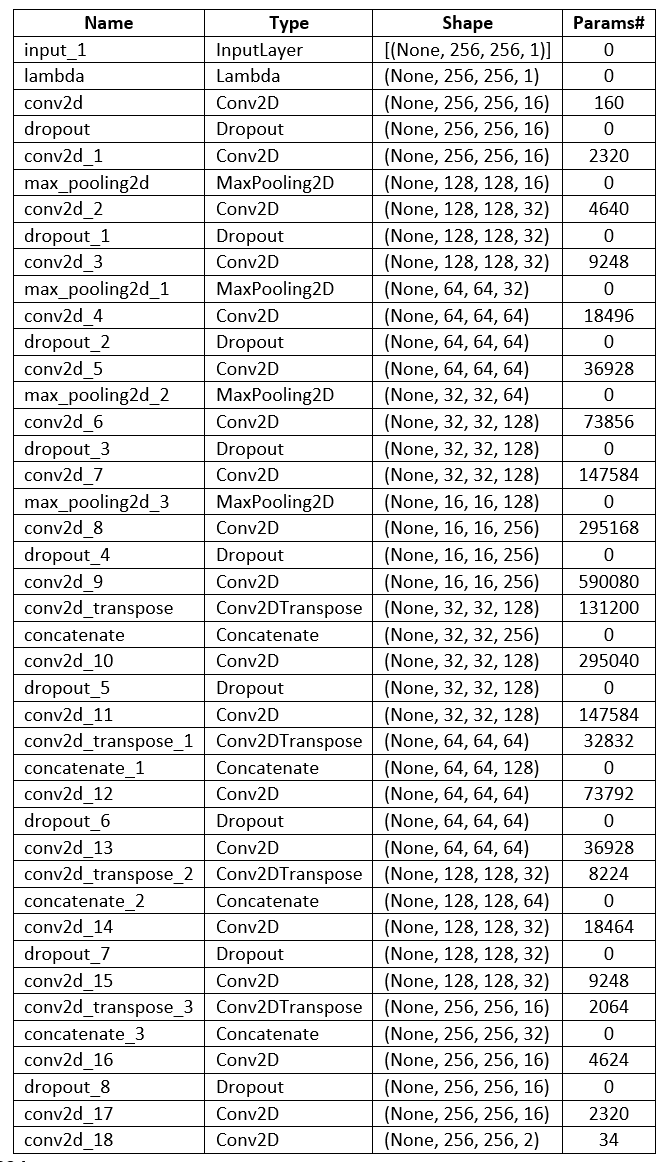 Name Type Shape Params#
input_1 InputLayer [(None, 256, 256, 1)] 0
lambda Lambda (None, 256, 256, 1) 0
conv2d Conv2D (None, 256, 256, 16) 160
dropout Dropout (None, 256, 256, 16) 0
conv2d_1 Conv2D (None, 256, 256, 16) 2320
max_pooling2d MaxPooling2D (None, 128, 128, 16) 0
conv2d_2 Conv2D (None, 128, 128, 32) 4640
dropout_1 Dropout (None, 128, 128, 32) 0
conv2d_3 Conv2D (None, 128, 128, 32) 9248
max_pooling2d_1 MaxPooling2D (None, 64, 64, 32) 0
conv2d_4 Conv2D (None, 64, 64, 64) 18496
dropout_2 Dropout (None, 64, 64, 64) 0
conv2d_5 Conv2D (None, 64, 64, 64) 36928
max_pooling2d_2 MaxPooling2D (None, 32, 32, 64) 0
conv2d_6 Conv2D (None, 32, 32, 128) 73856
dropout_3 Dropout (None, 32, 32, 128) 0
conv2d_7 Conv2D (None, 32, 32, 128) 147584
max_pooling2d_3 MaxPooling2D (None, 16, 16, 128) 0
conv2d_8 Conv2D (None, 16, 16, 256) 295168
dropout_4 Dropout (None, 16, 16, 256) 0
conv2d_9 Conv2D (None, 16, 16, 256) 590080
conv2d_transpose Conv2DTranspose (None, 32, 32, 128) 131200
concatenate Concatenate (None, 32, 32, 256) 0
conv2d_10 Conv2D (None, 32, 32, 128) 295040
dropout_5 Dropout (None, 32, 32, 128) 0
conv2d_11 Conv2D (None, 32, 32, 128) 147584
conv2d_transpose_1 Conv2DTranspose (None, 64, 64, 64) 32832
concatenate_1 Concatenate (None, 64, 64, 128) 0
conv2d_12 Conv2D (None, 64, 64, 64) 73792
dropout_6 Dropout (None, 64, 64, 64) 0
conv2d_13 Conv2D (None, 64, 64, 64) 36928
conv2d_transpose_2 Conv2DTranspose (None, 128, 128, 32) 8224
concatenate_2 Concatenate (None, 128, 128, 64) 0
conv2d_14 Conv2D (None, 128, 128, 32) 18464
dropout_7 Dropout (None, 128, 128, 32) 0
conv2d_15 Conv2D (None, 128, 128, 32) 9248
conv2d_transpose_3 Conv2DTranspose (None, 256, 256, 16) 2064
concatenate_3 Concatenate (None, 256, 256, 32) 0
conv2d_16 Conv2D (None, 256, 256, 16) 4624
dropout_8 Dropout (None, 256, 256, 16) 0
conv2d_17 Conv2D (None, 256, 256, 16) 2320
conv2d_18 Conv2D (None, 256, 256, 2) 34